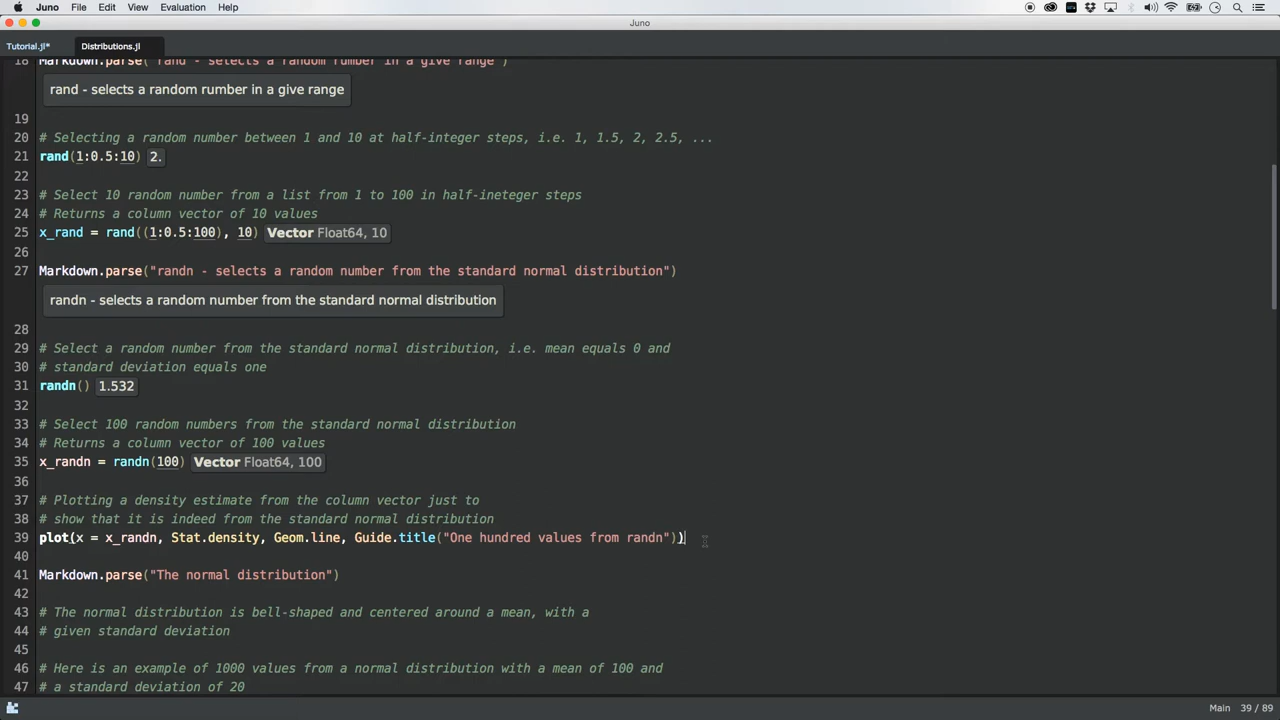 Juno File Edit View Evaluation Help
Juno
Tutorial.jl* Distributions.jl
18 Markdown.parse("rand - selects a random rumber in a give range")
rand - selects a random rumber in a give range
19
20 # Selecting a random number between 1 and 10 at half-integer steps, i.e. 1, 1.5, 2, 2.5, ...
21 rand(1:0.5:10) 2.
22
23 # Select 10 random number from a list from 1 to 100 in half-ineteger steps
24 # Returns a column vector of 10 values
25 x_rand = rand((1:0.5:100), 10) Vector Float64, 10
26
27 Markdown.parse("randn - selects a random number from the standard normal distribution")
randn - selects a random number from the standard normal distribution
28
29 # Select a random number from the standard normal distribution, i.e. mean equals 0 and
30 # standard deviation equals one
31 randn() 1.532
32
33 # Select 100 random numbers from the standard normal distribution
34 # Returns a column vector of 100 values
35 x_randn = randn(100) Vector Float64, 100
36
37 # Plotting a density estimate from the column vector just to
38 # show that it is indeed from the standard normal distribution
39 plot(x = x_randn, Stat.density, Geom.line, Guide.title("One hundred values from randn"))
40
41 Markdown.parse("The normal distribution")
42
43 # The normal distribution is bell-shaped and centered around a mean, with a
44 # given standard deviation
45
46 # Here is an example of 1000 values from a normal distribution with a mean of 100 and
47 # a standard deviation of 20
Main 39 / 89